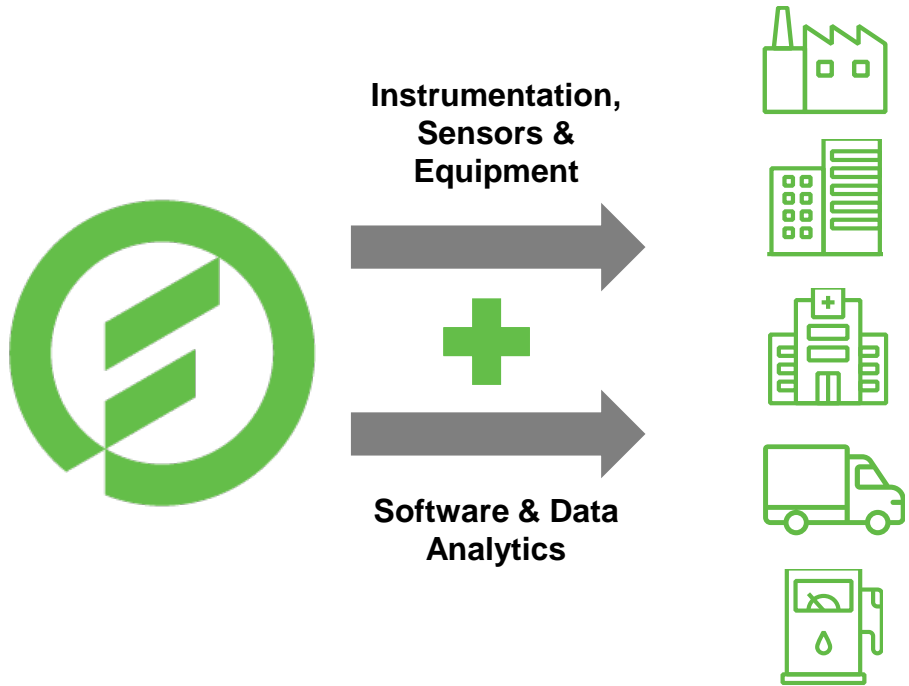 Instrumentation,
Sensors &
Equipment
Software & Data
Analytics